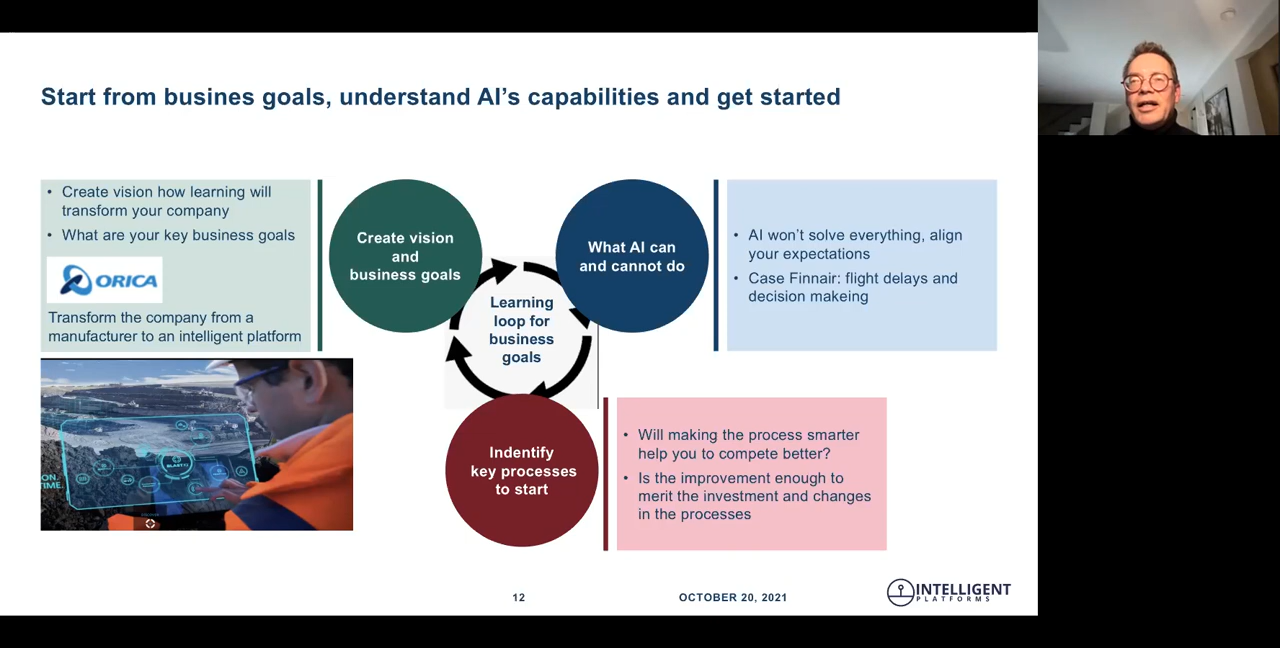 Start from busines goals, understand AI's capabilities and get started
• Create vision how learning will
transform your company
• What are your key business goals
ORICA
Transform the company from a
manufacturer to an intelligent platform
Create vision
and
business goals
What AI can
and cannot do
• AI won't solve everything, align
your expectations
• Case Finnair: flight delays and
decision makeing
Learning
loop for
business
goals
ON.
TIME.
Indentify
key processes
to start
• Will making the process smarter
help you to compete better?
• Is the improvement enough to
merit the investment and changes
in the processes
12
OCTOBER 20, 2021
INTELLIGENT
PLATFORMS